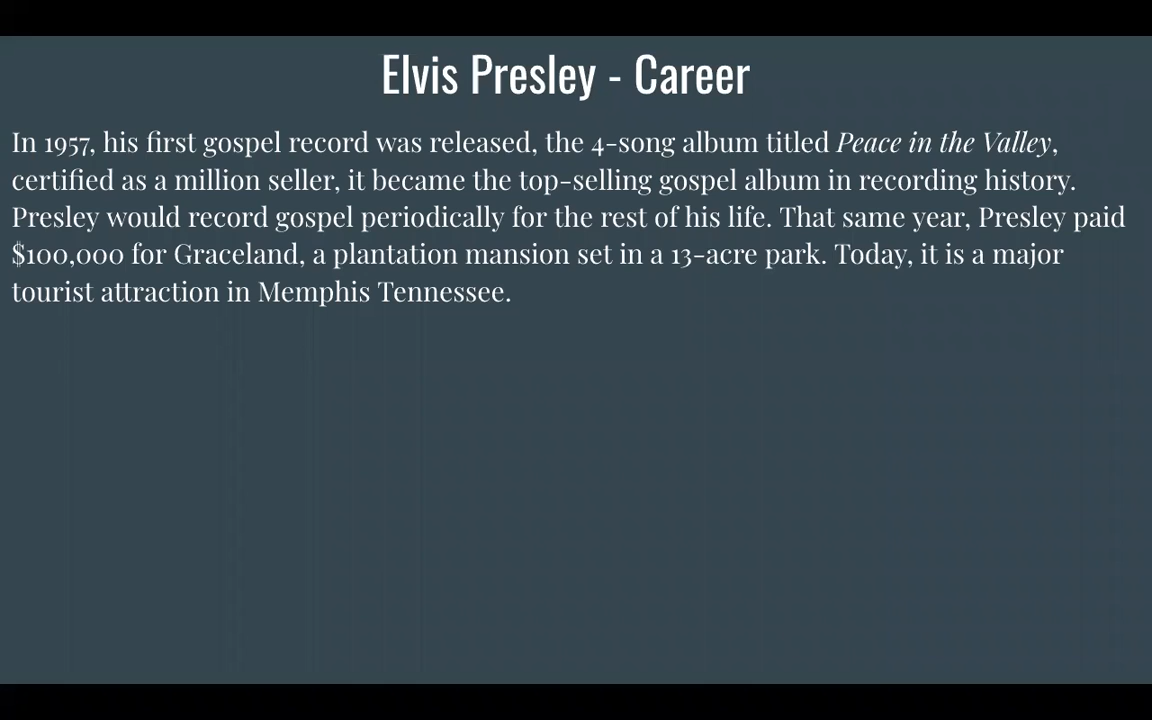 Elvis Presley - Career
In 1957, his first gospel record was released, the 4-song album titled Peace in the Valley,
certified as a million seller, it became the top-selling gospel album in recording history.
Presley would record gospel periodically for the rest of his life. That same year, Presley paid
$100,000 for Graceland, a plantation mansion set in a 13-acre park. Today, it is a major
tourist attraction in Memphis Tennessee.